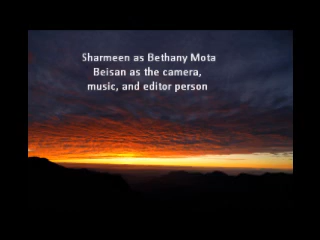 Sharmeen as Bethany Mota
Beisan as the camera,
music, and editor person